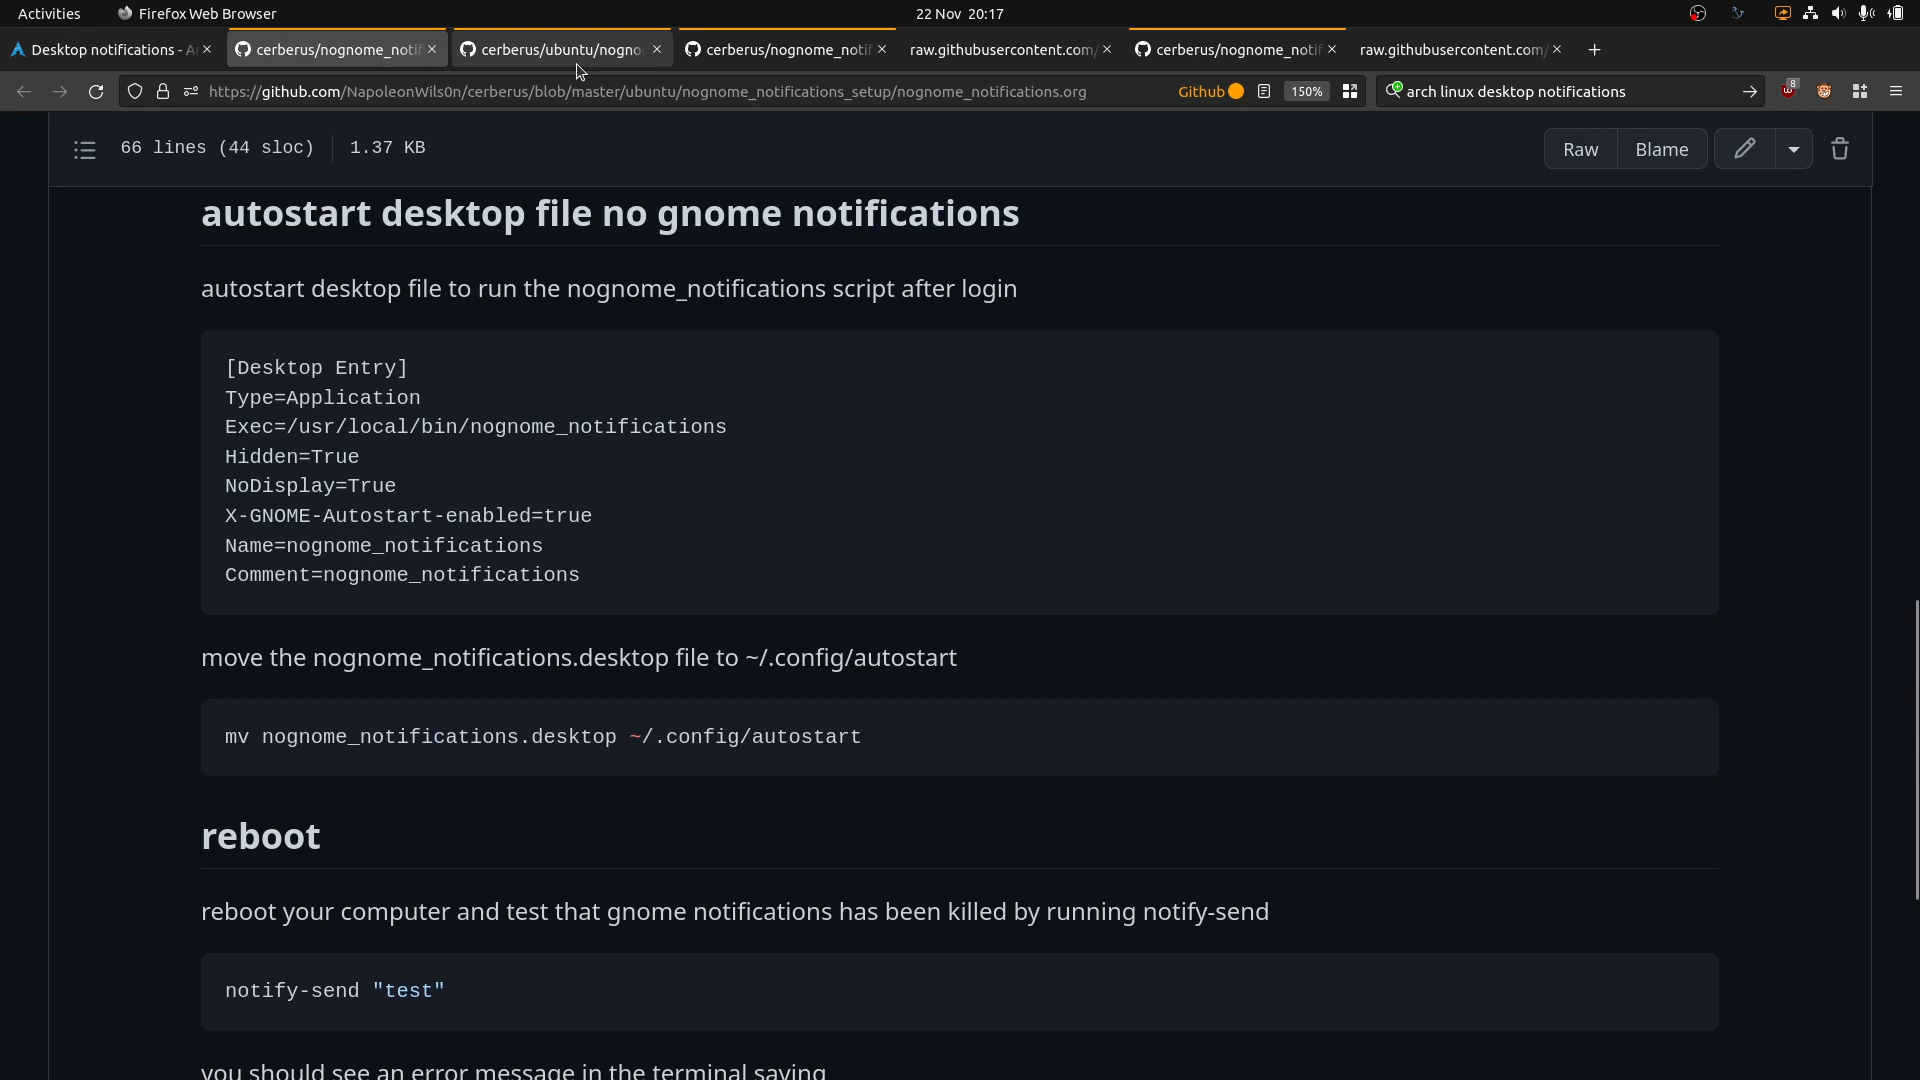 Activities Firefox Web Browser 22 Nov 20:17
Desktop notifications - A cerberus/nognome_notif cerberus/ubuntu/nogno cerberus/nognome_notif raw.githubusercontent.com/ cerberus/nognome_notif raw.githubusercontent.com/
https://github.com/NapoleonWils0n/cerberus/blob/master/ubuntu/nognome_notifications_setup/nognome_notifications.org Github 150% arch linux desktop notifications 8
66 lines (44 sloc) 1.37 KB Raw Blame
autostart desktop file no gnome notifications
autostart desktop file to run the nognome_notifications script after login
[Desktop Entry]
Type=Application
Exec=/usr/local/bin/nognome_notifications
Hidden=True
NoDisplay=True
X-GNOME-Autostart-enabled=true
Name=nognome_notifications
Comment=nognome_notifications
move the nognome_notifications.desktop file to ~/.config/autostart
mv nognome_notifications.desktop ~/.config/autostart
reboot
reboot your computer and test that gnome notifications has been killed by running notify-send
notify-send "test"
you should see an error message in the terminal saying